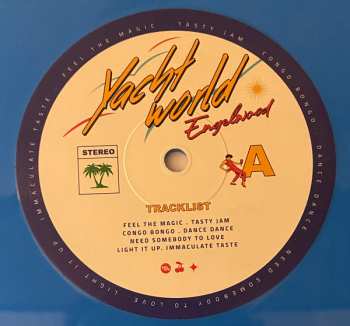 IMMACULATE TASTE . FEEL THE MAGIC . TASTY JAM . CONGO BONGO . DANCE DANCE . NEED SOMEBODY TO LOVE . LIGHT IT UP .
Yacht
world
Engelwood
STEREO
A
TRACKLIST
FEEL THE MAGIC . TASTY JAM
CONGO BONGO . DANCE DANCE
NEED SOMEBODY TO LOVE
LIGHT IT UP. IMMACULATE TASTE